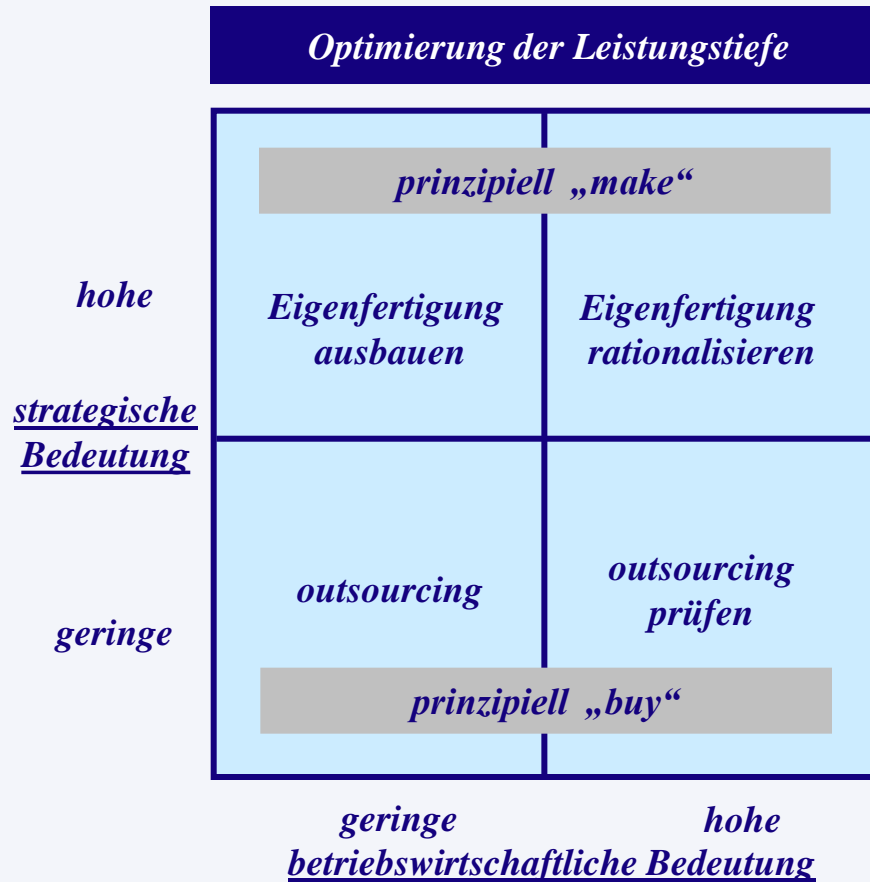 Optimierung der Leistungstiefe
prinzipiell „make“
hohe
Eigenfertigung
ausbauen
Eigenfertigung
rationalisieren
strategische
Bedeutung
geringe
outsourcing
outsourcing
prüfen
prinzipiell „buy“
geringe
hohe
betriebswirtschaftliche Bedeutung